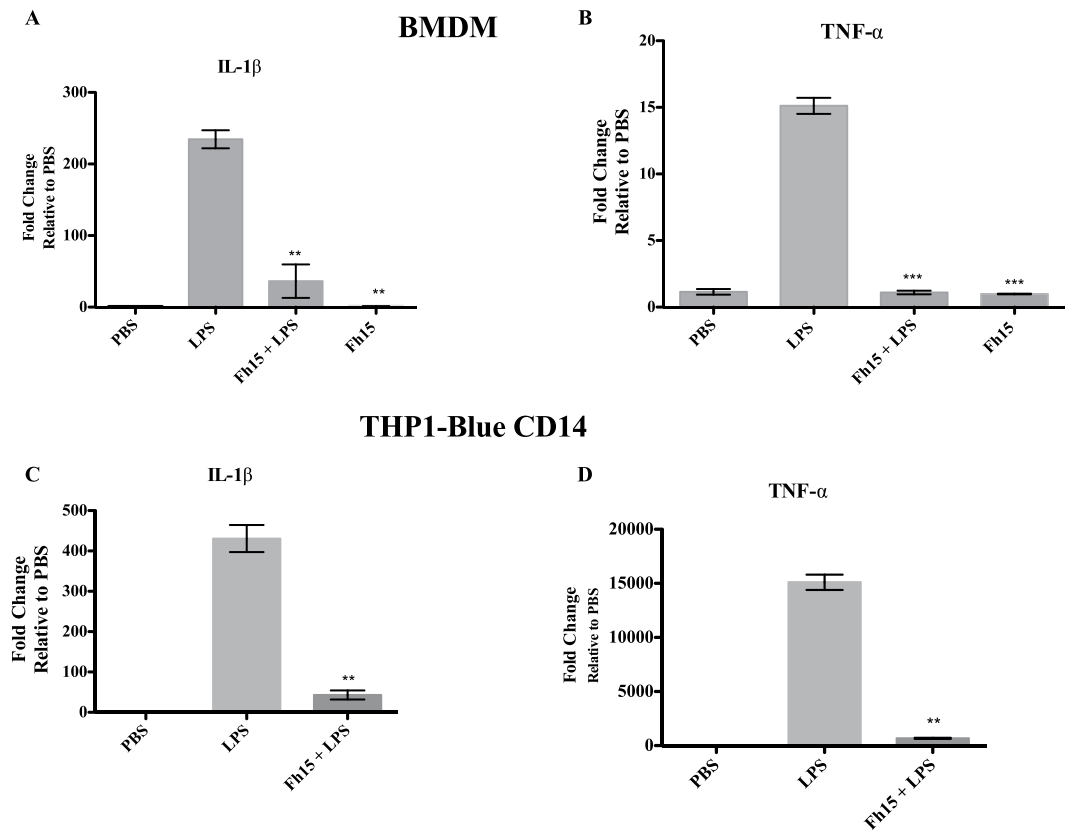 BMDM
A
IL-1β
Fold Change
Relative to PBS
300
200
100
0
**
**
PBS
LPS
Fh15 + LPS
Fh15
B
TNF-α
Fold Change
Relative to PBS
20
15
10
5
0
***
***
PBS
LPS
Fh15 + LPS
Fh15
THP1-Blue CD14
C
IL-1β
Fold Change
Relative to PBS
500
400
300
200
100
0
**
PBS
LPS
Fh15 + LPS
D
TNF-α
Fold Change
Relative to PBS
20000
15000
10000
5000
0
**
PBS
LPS
Fh15 + LPS